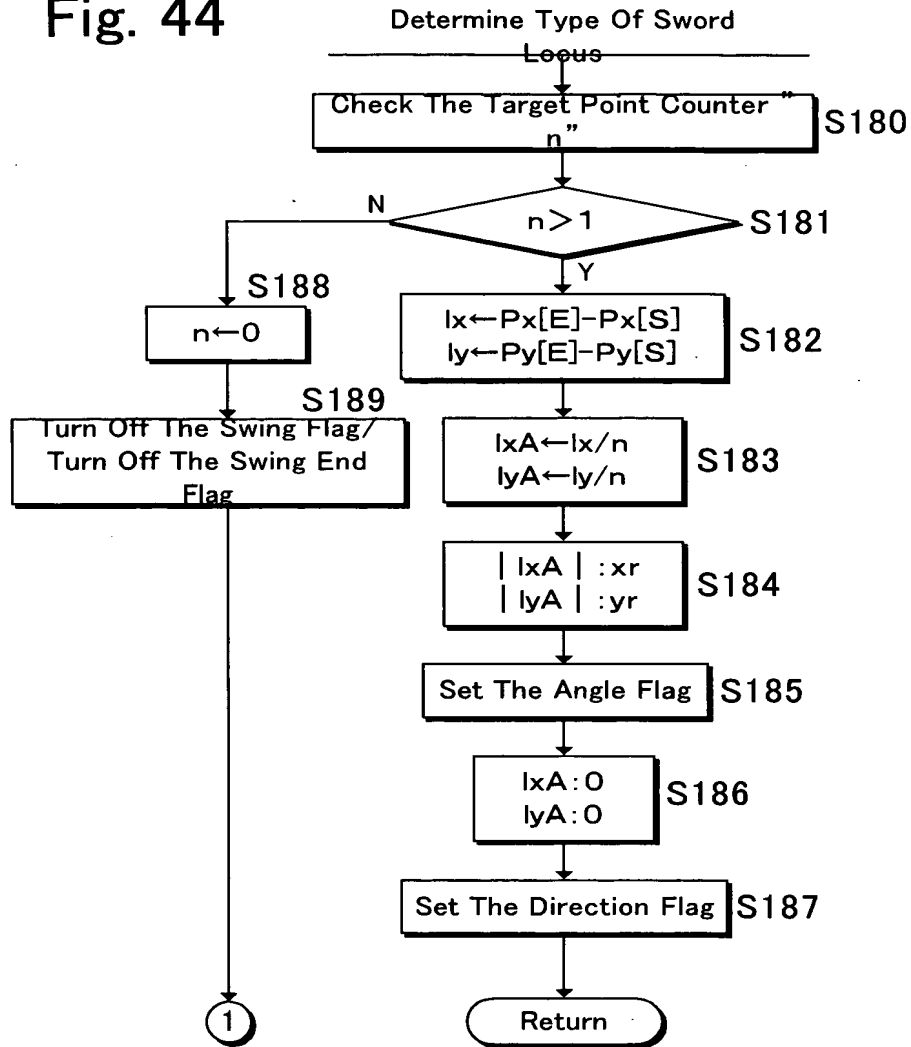 Fig. 44
Determine Type Of Sword
Locus
Check The Target Point Counter "
n"
S180
n>1
S181
N
Y
S188
n←0
S189
Turn Off The Swing Flag/
Turn Off The Swing End
Flag
lx←Px[E]-Px[S]
ly←Py[E]-Py[S]
S182
lxA←lx/n
lyA←ly/n
S183
| lxA | :xr
| lyA | :yr
S184
Set The Angle Flag
S185
lxA:0
lyA:0
S186
Set The Direction Flag
S187
1
Return